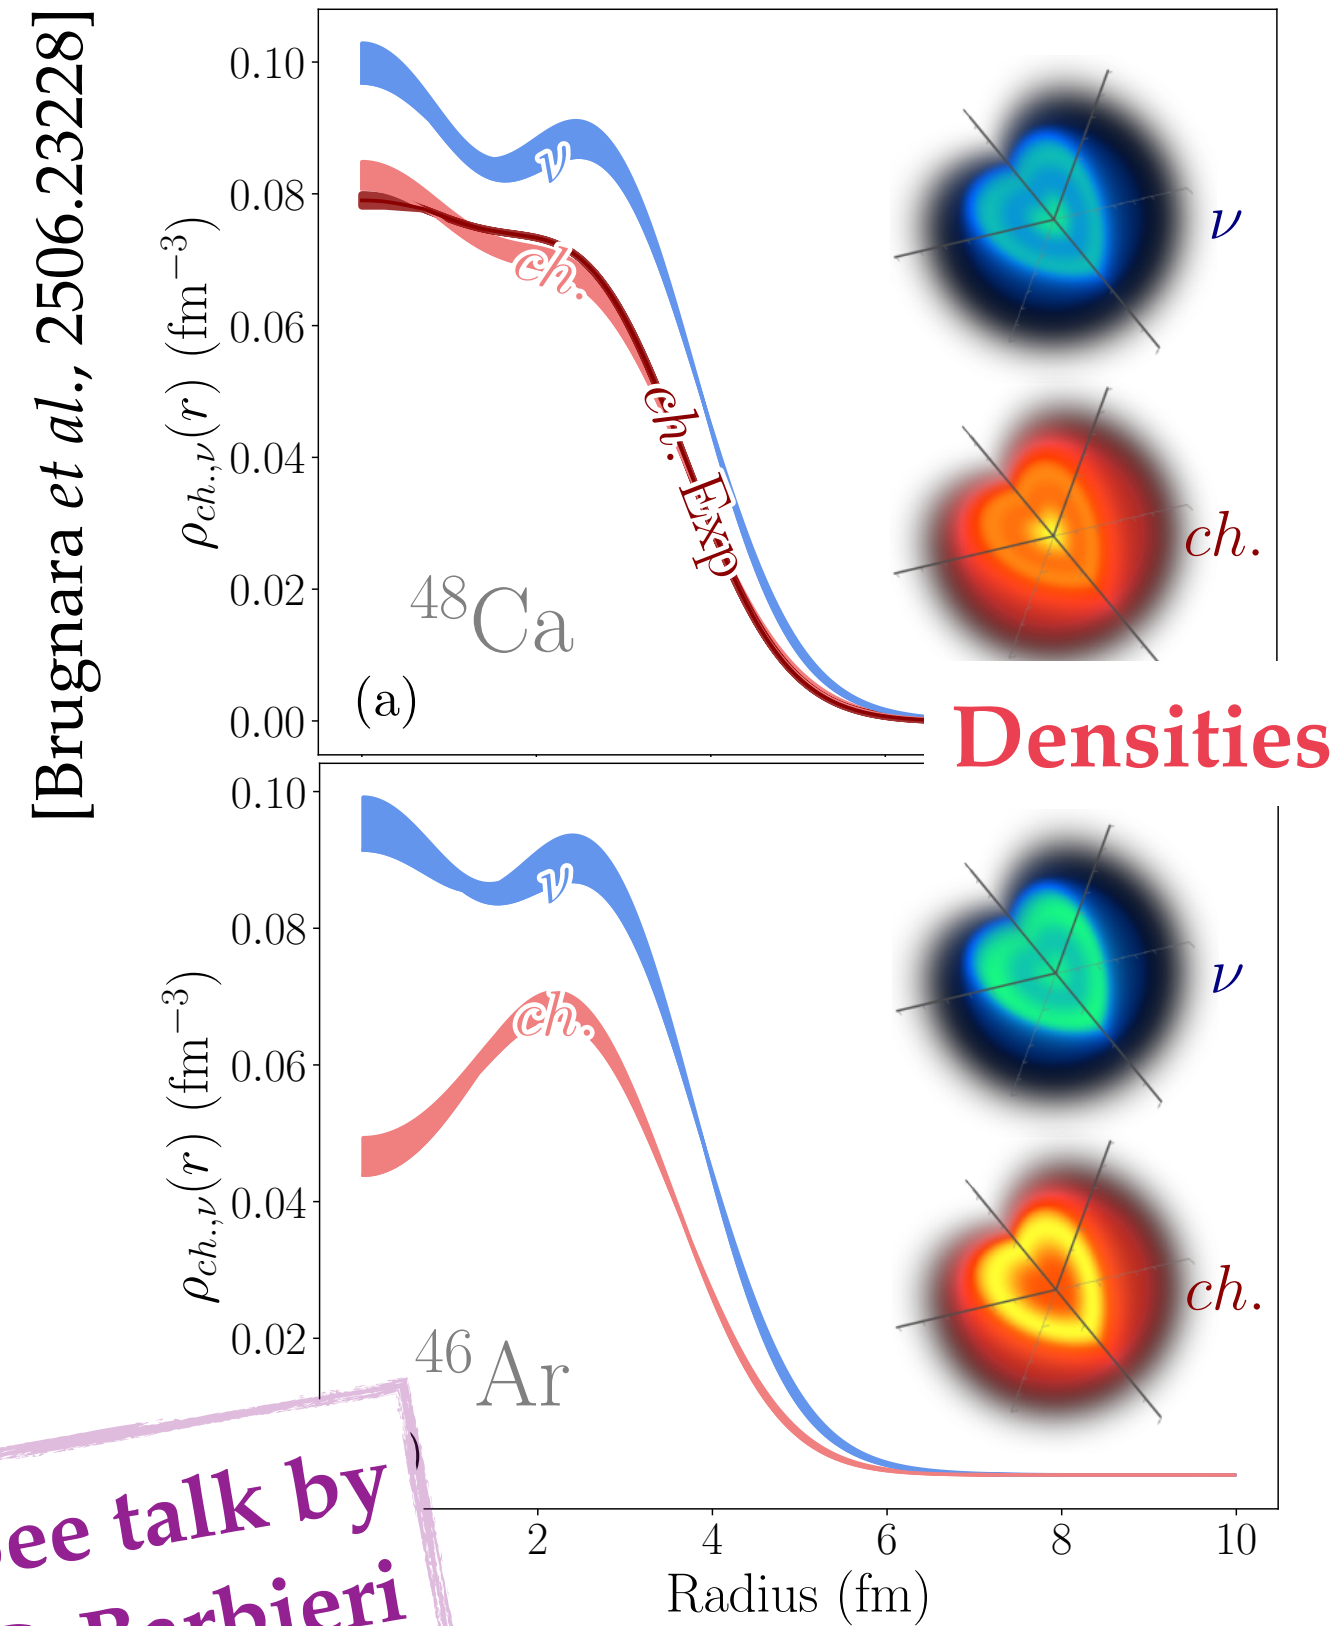 [Brugnara et al., 2506.23228]
0.10
0.08
0.06
0.04
0.02
0.00
ρch.,ν(r) (fm⁻³)
ν
ch.
ch. Exp
⁴⁸Ca
(a)
ν
ch.
Densities
0.10
0.08
0.06
0.04
0.02
ρch.,ν(r) (fm⁻³)
ν
ch.
⁴⁶Ar
ν
ch.
)
2 4 6 8 10
Radius (fm)
ee talk by
Barbieri